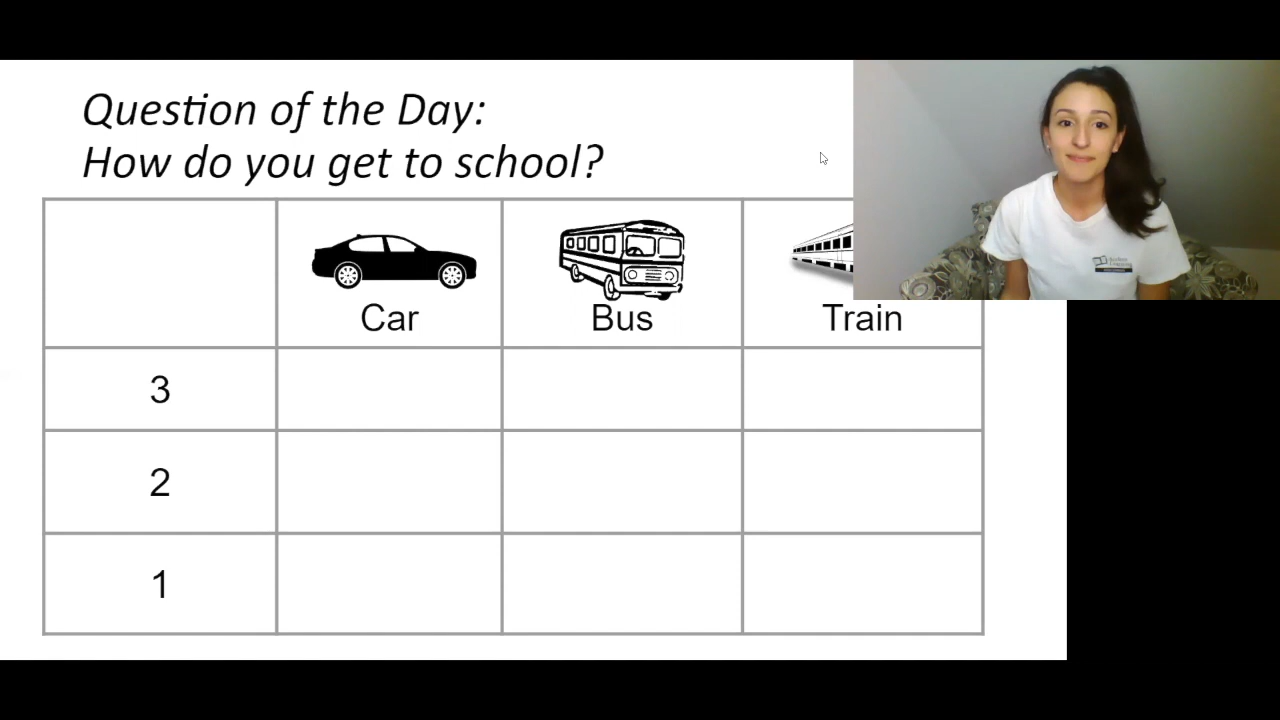 Question of the Day:
How do you get to school?
Car Bus Train
3
2
1